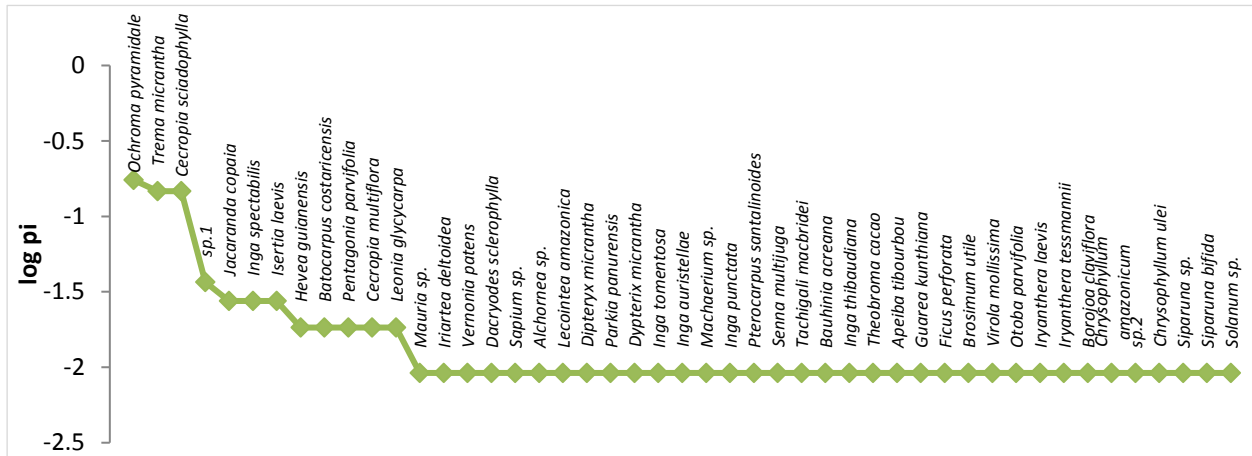 log pi
0
-0.5
-1
-1.5
-2
-2.5
Ochroma pyramidale
Trema micrantha
Cecropia sciadophylla
sp.1
Jacaranda copaia
Inga spectabilis
Isertia laevis
Hevea guianensis
Batocarpus costaricensis
Pentagonia parvifolia
Cecropia multiflora
Leonia glycycarpa
Mauria sp.
Iriartea deltoidea
Vernonia patens
Dacryodes sclerophylla
Sapium sp.
Alchornea sp.
Lecointea amazonica
Dipteryx micrantha
Parkia panurensis
Dypterix micrantha
Inga tomentosa
Inga auristellae
Machaerium sp.
Inga punctata
Pterocarpus santalinoides
Senna multijuga
Tachigali macbridei
Bauhinia acreana
Inga thibaudiana
Theobroma cacao
Apeiba tibourbou
Guarea kunthiana
Ficus perforata
Brosimum utile
Virola mollissima
Otoba parvifolia
Iryanthera laevis
Iryanthera tessmannii
Borojoa claviflora
Chrysophyllum
amazonicum
sp.2
Chrysophyllum ulei
Siparuna sp.
Siparuna bifida
Solanum sp.